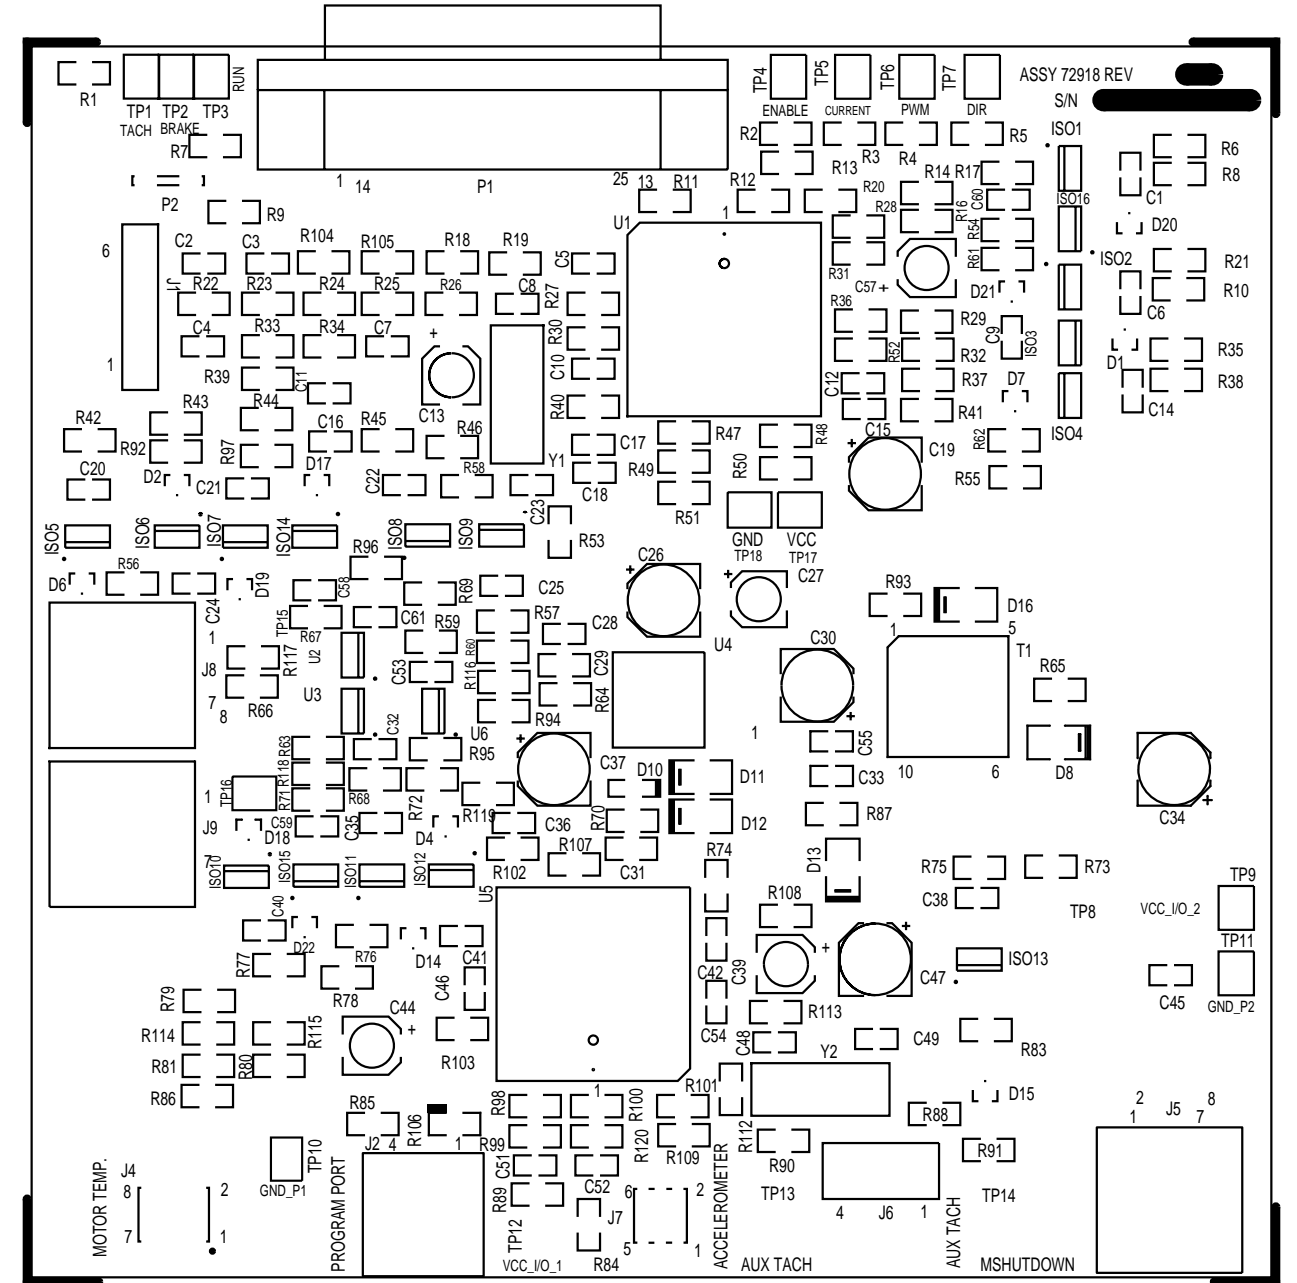 R1
TP1
TP2
TP3
RUN
TACH
BRAKE
R7
TP4
TP5
TP6
TP7
ENABLE
CURRENT
PWM
DIR
ASSY 72918 REV
S/N
ISO1
R2
R13
R3
R4
R5
R6
R8
1
14
P1
25
13
R11
R12
R20
R14
R17
C60
C1
ISO16
P2
R9
U1
1
R28
R16
R54
D20
6
C2
C3
R104
R105
R18
R19
C5
R31
R61
ISO2
R21
J1
R22
R23
R24
R25
R26
C8
R27
C57
+
D21
R10
C4
R33
R34
C7
+
R30
R36
R29
C9
ISO3
C6
1
R39
C11
C10
R52
R32
D1
R35
C12
R37
D7
R38
R42
R43
R44
C16
R45
C13
R46
R40
R41
C14
R92
R97
C17
R47
R48
C15
+
C19
R62
ISO4
C20
D2
C21
D17
C22
R58
Y1
C18
R49
R50
R55
C23
R51
ISO5
ISO6
ISO7
ISO14
ISO8
ISO9
R53
GND
VCC
TP18
TP17
R96
C26
+
+
C27
D6
R56
C24
D19
C58
R69
C25
R93
D16
TP15
R67
C61
R59
R57
C28
1
5
1
J8
R117
U2
R60
U4
C30
T1
C53
R116
C29
R65
7
8
R66
U3
R64
C32
U6
R94
+
1
+
R63
R95
C55
R118
C37
D10
D11
10
6
D8
1
TP16
R71
R68
R72
C33
+
J9
D18
C59
C35
D4
R119
C36
R70
D12
R87
C34
7
ISO10
ISO15
ISO11
ISO12
R102
R107
C31
R74
D13
R75
R73
TP9
U5
R108
C38
TP8
VCC_I/O_2
C40
D22
R76
D14
C41
+
+
TP11
R77
C42
C39
C47
ISO13
R79
R78
C46
C45
GND_P2
R114
R115
C44
+
C54
R113
R81
R80
R103
C48
Y2
C49
R83
R86
1
R101
D15
R85
R106
R98
R100
R88
2
8
J2
4
1
R99
R120
R109
R112
1
J5
7
TP10
C51
R90
R91
GND_P1
J4
8
2
R89
C52
6
2
TP13
TP14
MOTOR TEMP.
7
1
PROGRAM PORT
TP12
J7
ACCELEROMETER
4
J6
1
AUX TACH
5
1
VCC_I/O_1
R84
AUX TACH
MSHUTDOWN